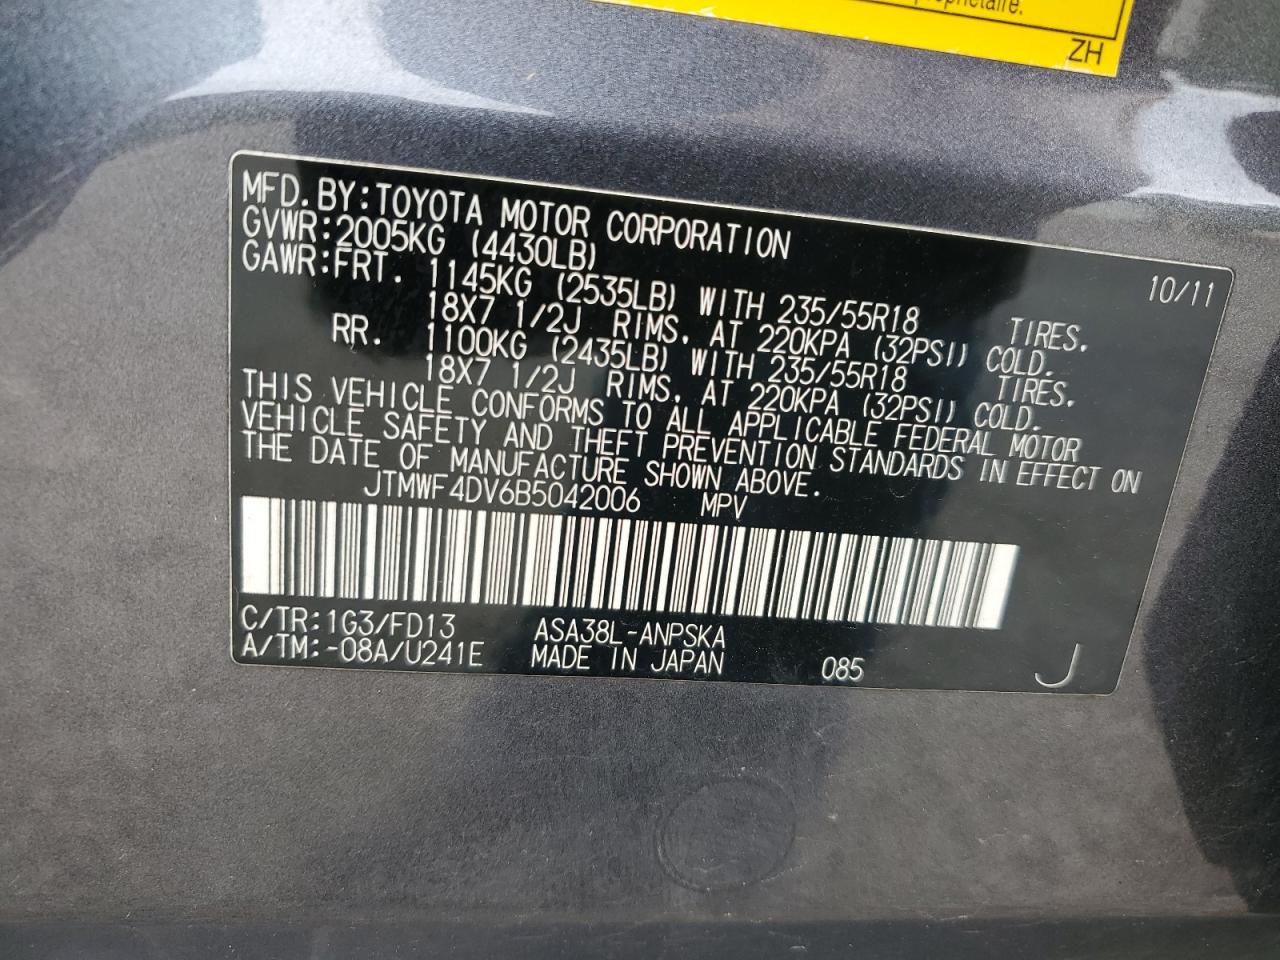 propriétaire.
ZH
MFD. BY: TOYOTA MOTOR CORPORATION
10/11
GVWR: 2005KG (4430LB)
GAWR: FRT. 1145KG (2535LB) WITH 235/55R18 TIRES.
18X7 1/2J RIMS, AT 220KPA (32PSI) COLD.
RR. 1100KG (2435LB) WITH 235/55R18 TIRES.
18X7 1/2J RIMS, AT 220KPA (32PSI) COLD.
THIS VEHICLE CONFORMS TO ALL APPLICABLE FEDERAL MOTOR
VEHICLE SAFETY AND THEFT PREVENTION STANDARDS IN EFFECT ON
THE DATE OF MANUFACTURE SHOWN ABOVE.
JTMWF4DV6B5042006 MPV
C/TR: 1G3/FD13 ASA38L-ANPSKA
A/TM: -08A/U241E MADE IN JAPAN 085 J